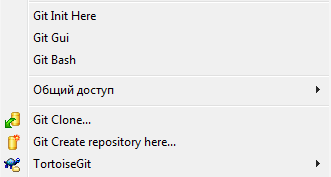 Git Init Here
Git Gui
Git Bash
Общий доступ
Git Clone...
Git Create repository here...
TortoiseGit